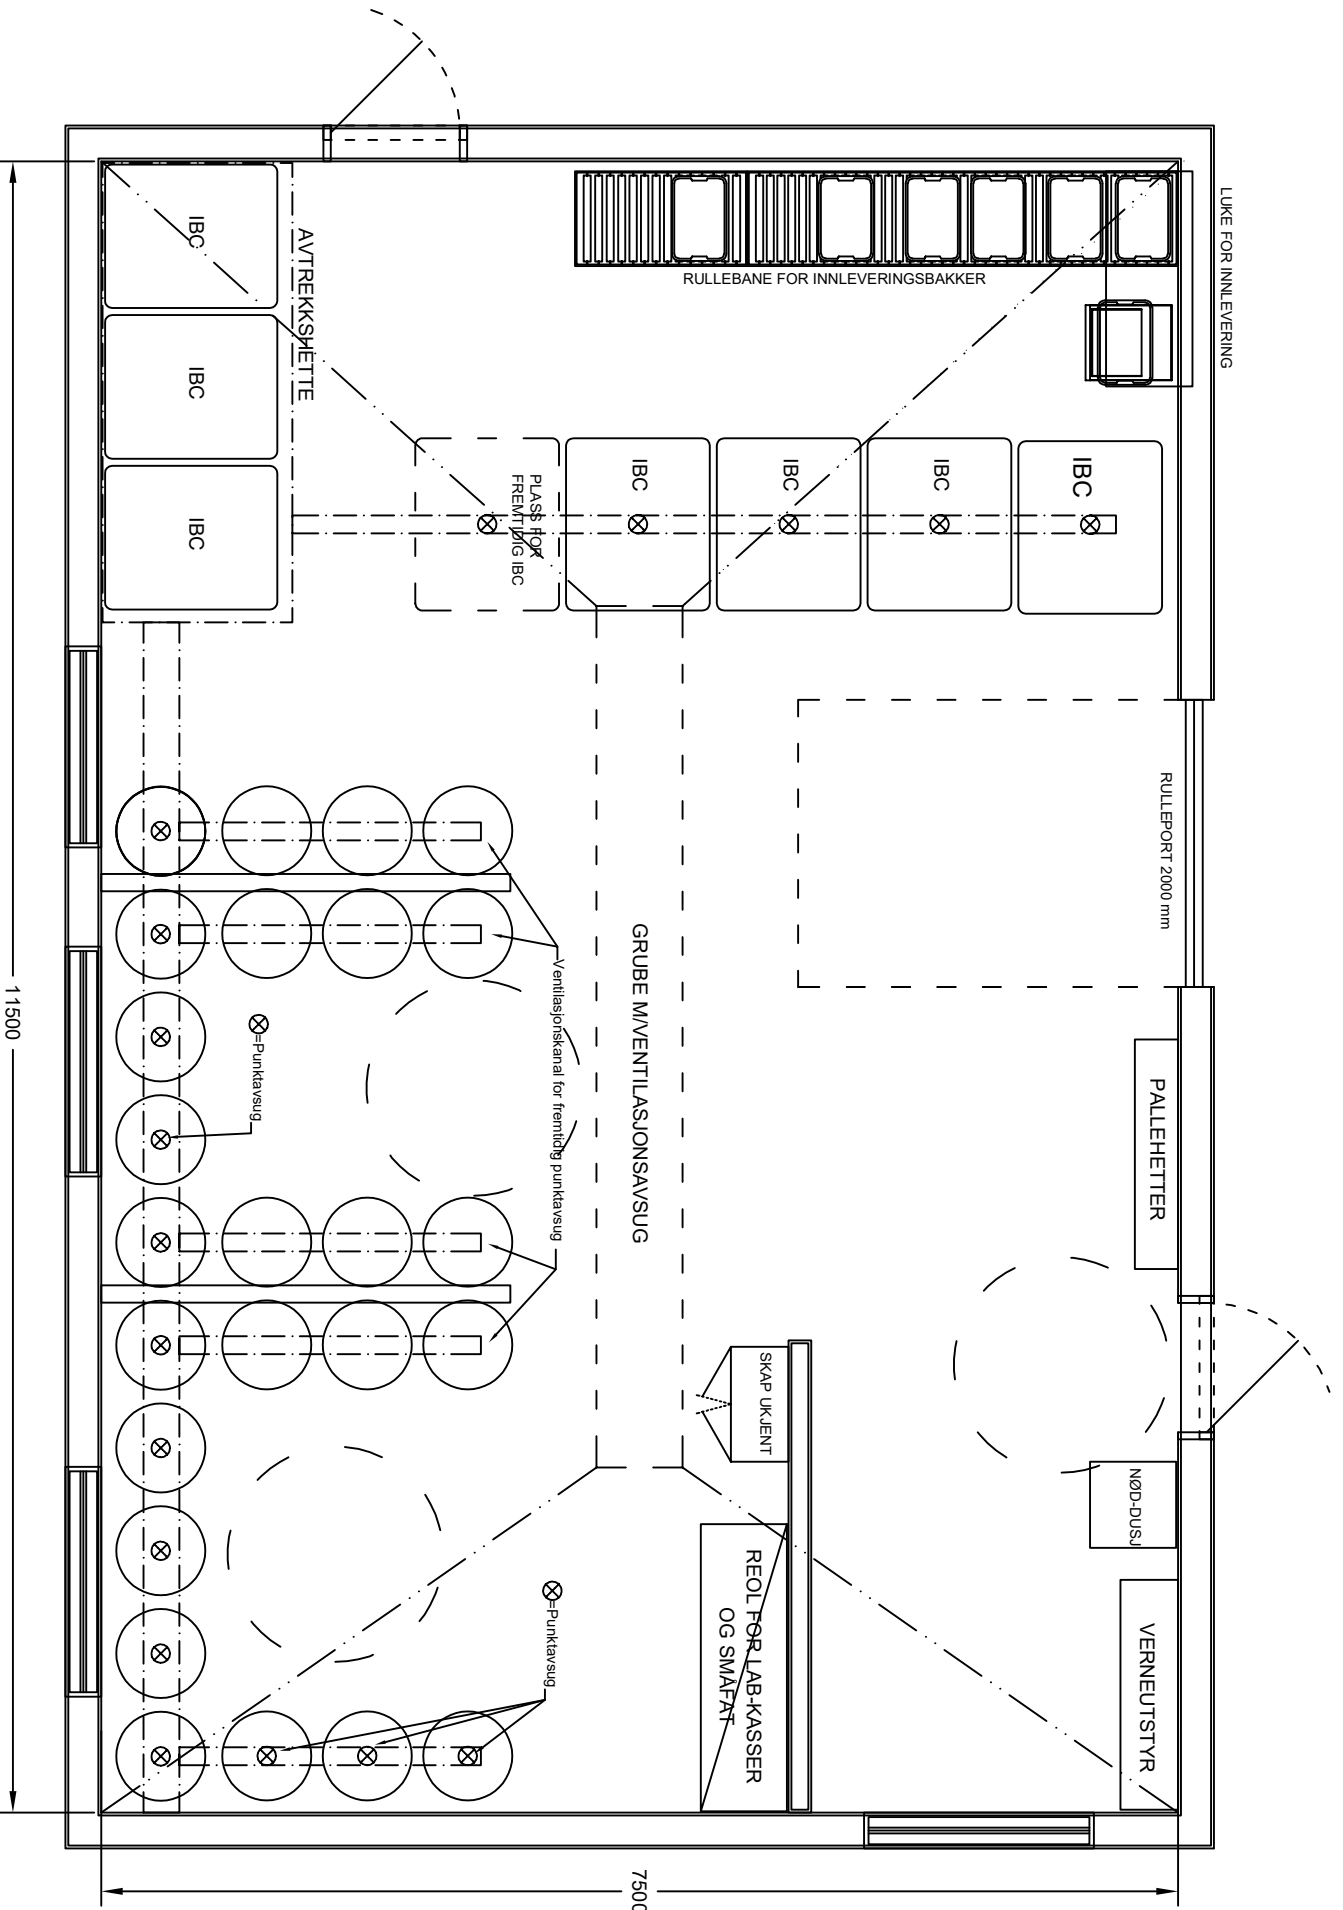 LUKE FOR INNLEVERING
RULLEBANE FOR INNLEVERINGSBAKKER
AVTREKKSHETTE
IBC
IBC
IBC
PLASS FOR
FREMTIDIG IBC
IBC
IBC
IBC
IBC
RULLEPORT 2000 mm
GRUBE M/VENTILASJONSAVSUG
Ventilasjonskanal for fremtidig punktavsug
=Punktavsug
PALLEHETTER
SKAP UKJENT
NØD-DUSJ
REOL FOR LAB-KASSER
OG SMÅFAT
VERNEUTSTYR
=Punktavsug
11500
7500